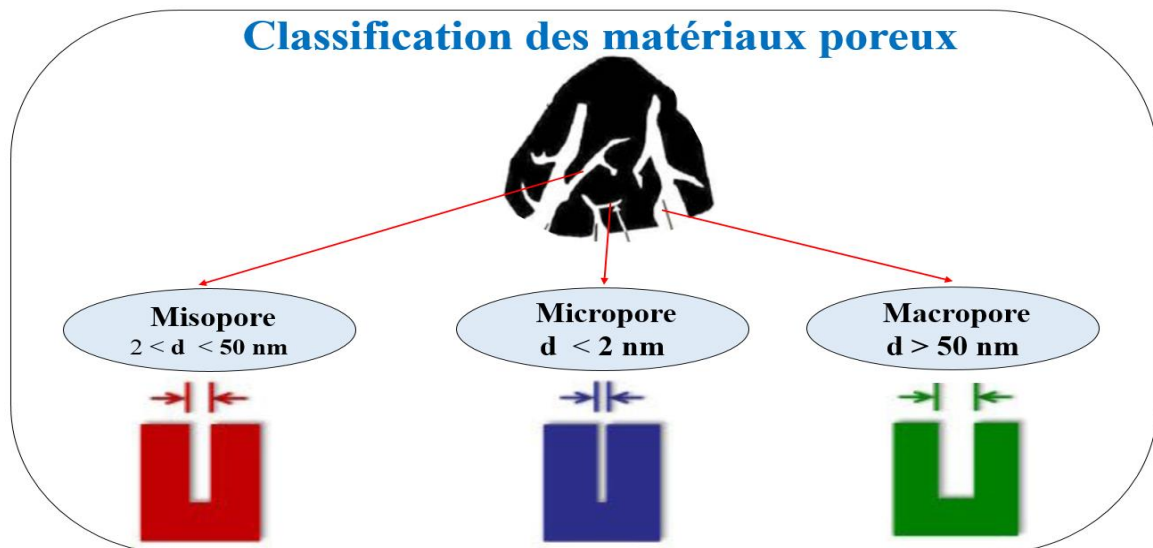 Classification des matériaux poreux
Misopore
2 < d < 50 nm
Micropore
d < 2 nm
Macropore
d > 50 nm